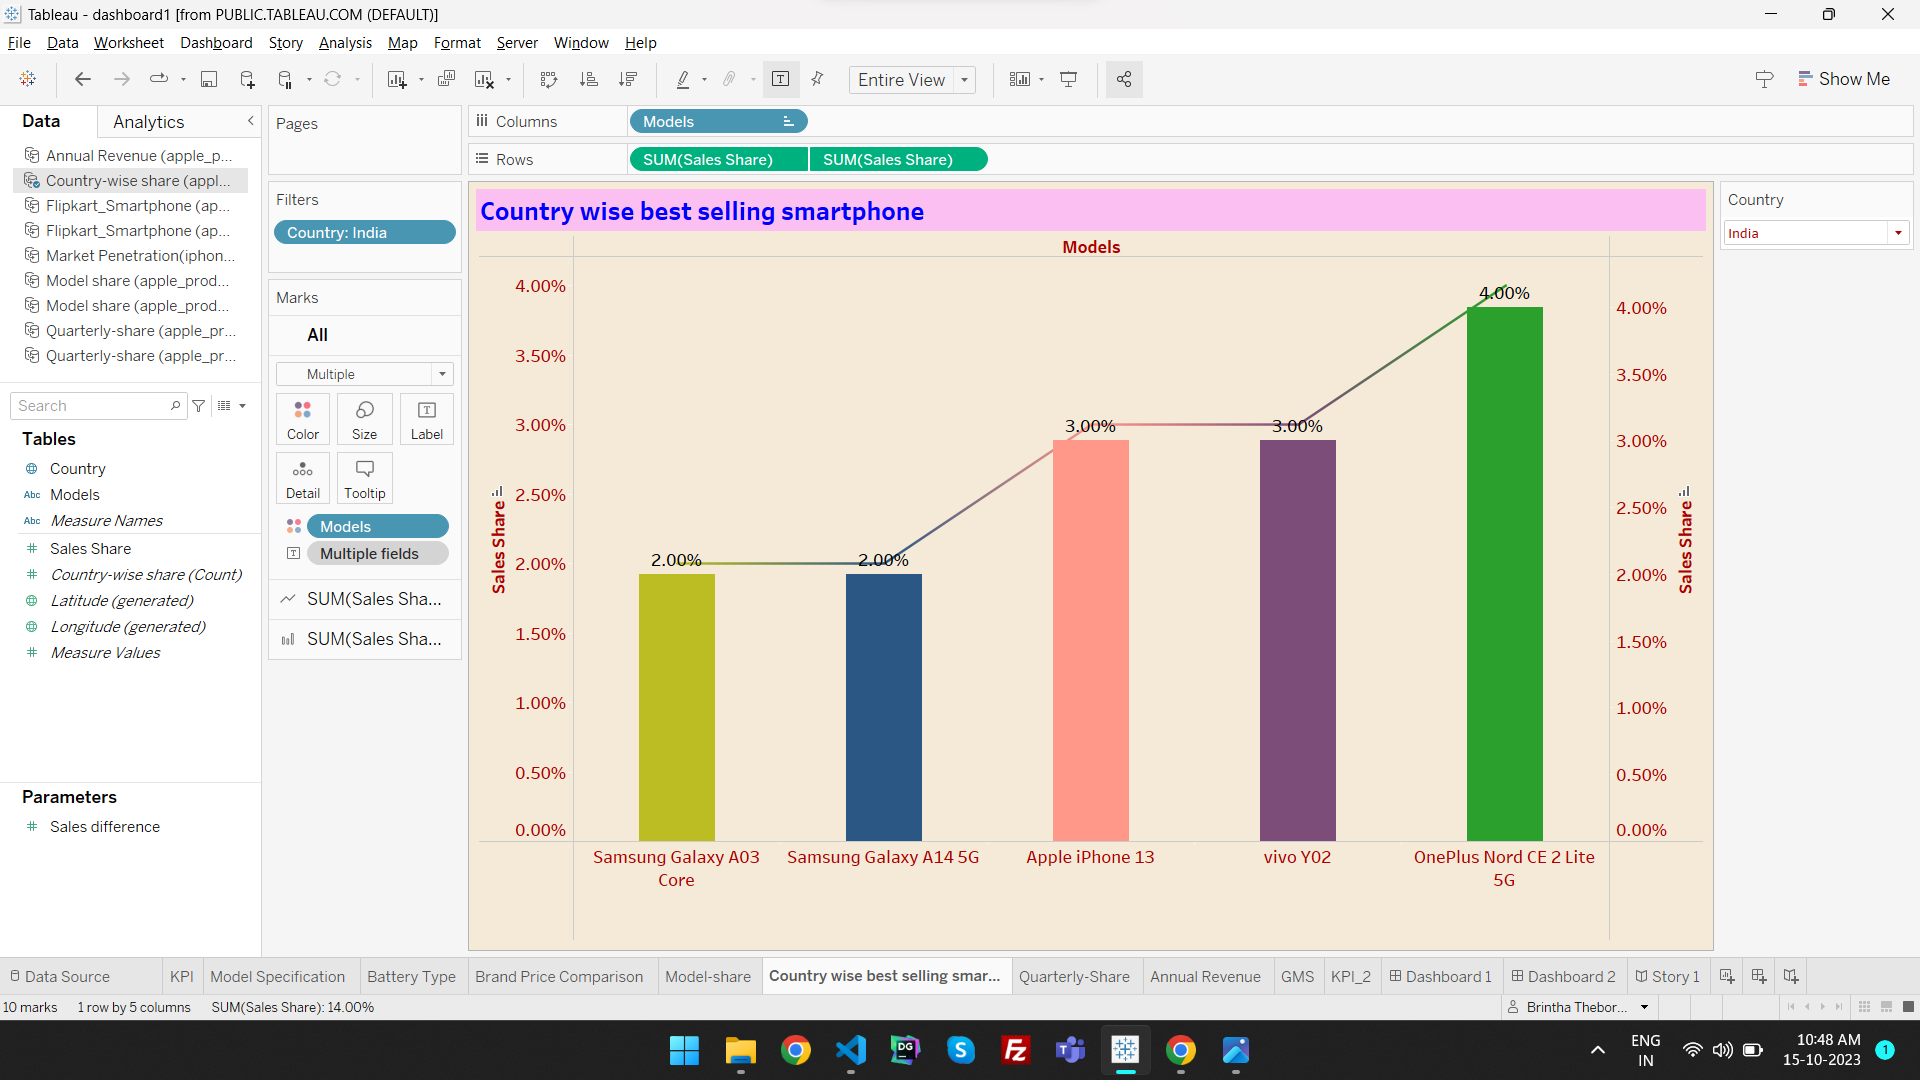 Tableau - dashboard1 [from PUBLIC.TABLEAU.COM (DEFAULT)]
File Data Worksheet Dashboard Story Analysis Map Format Server Window Help
Entire View
Show Me
Data
Analytics
Annual Revenue (apple_p...
Country-wise share (appl...
Flipkart_Smartphone (ap...
Flipkart_Smartphone (ap...
Market Penetration(iphon...
Model share (apple_prod...
Model share (apple_prod...
Quarterly-share (apple_pr...
Quarterly-share (apple_pr...
Search
Tables
Country
Abc Models
Abc Measure Names
Sales Share
Country-wise share (Count)
Latitude (generated)
Longitude (generated)
Measure Values
Parameters
Sales difference
Pages
Filters
Country: India
Marks
All
Multiple
Color
Size
Label
Detail
Tooltip
Models
Multiple fields
SUM(Sales Sha...
SUM(Sales Sha...
Columns
Models
Rows
SUM(Sales Share)
SUM(Sales Share)
Country wise best selling smartphone
Models
Sales Share
4.00%
3.50%
3.00%
2.50%
2.00%
1.50%
1.00%
0.50%
0.00%
2.00%
2.00%
3.00%
3.00%
4.00%
4.00%
3.50%
3.00%
2.50%
2.00%
1.50%
1.00%
0.50%
0.00%
Sales Share
Samsung Galaxy A03
Core
Samsung Galaxy A14 5G
Apple iPhone 13
vivo Y02
OnePlus Nord CE 2 Lite
5G
Country
India
Data Source
KPI
Model Specification
Battery Type
Brand Price Comparison
Model-share
Country wise best selling smar...
Quarterly-Share
Annual Revenue
GMS
KPI_2
Dashboard 1
Dashboard 2
Story 1
10 marks
1 row by 5 columns
SUM(Sales Share): 14.00%
Brintha Thebor...
DG
S
Fz
T
ENG
IN
10:48 AM
15-10-2023
1